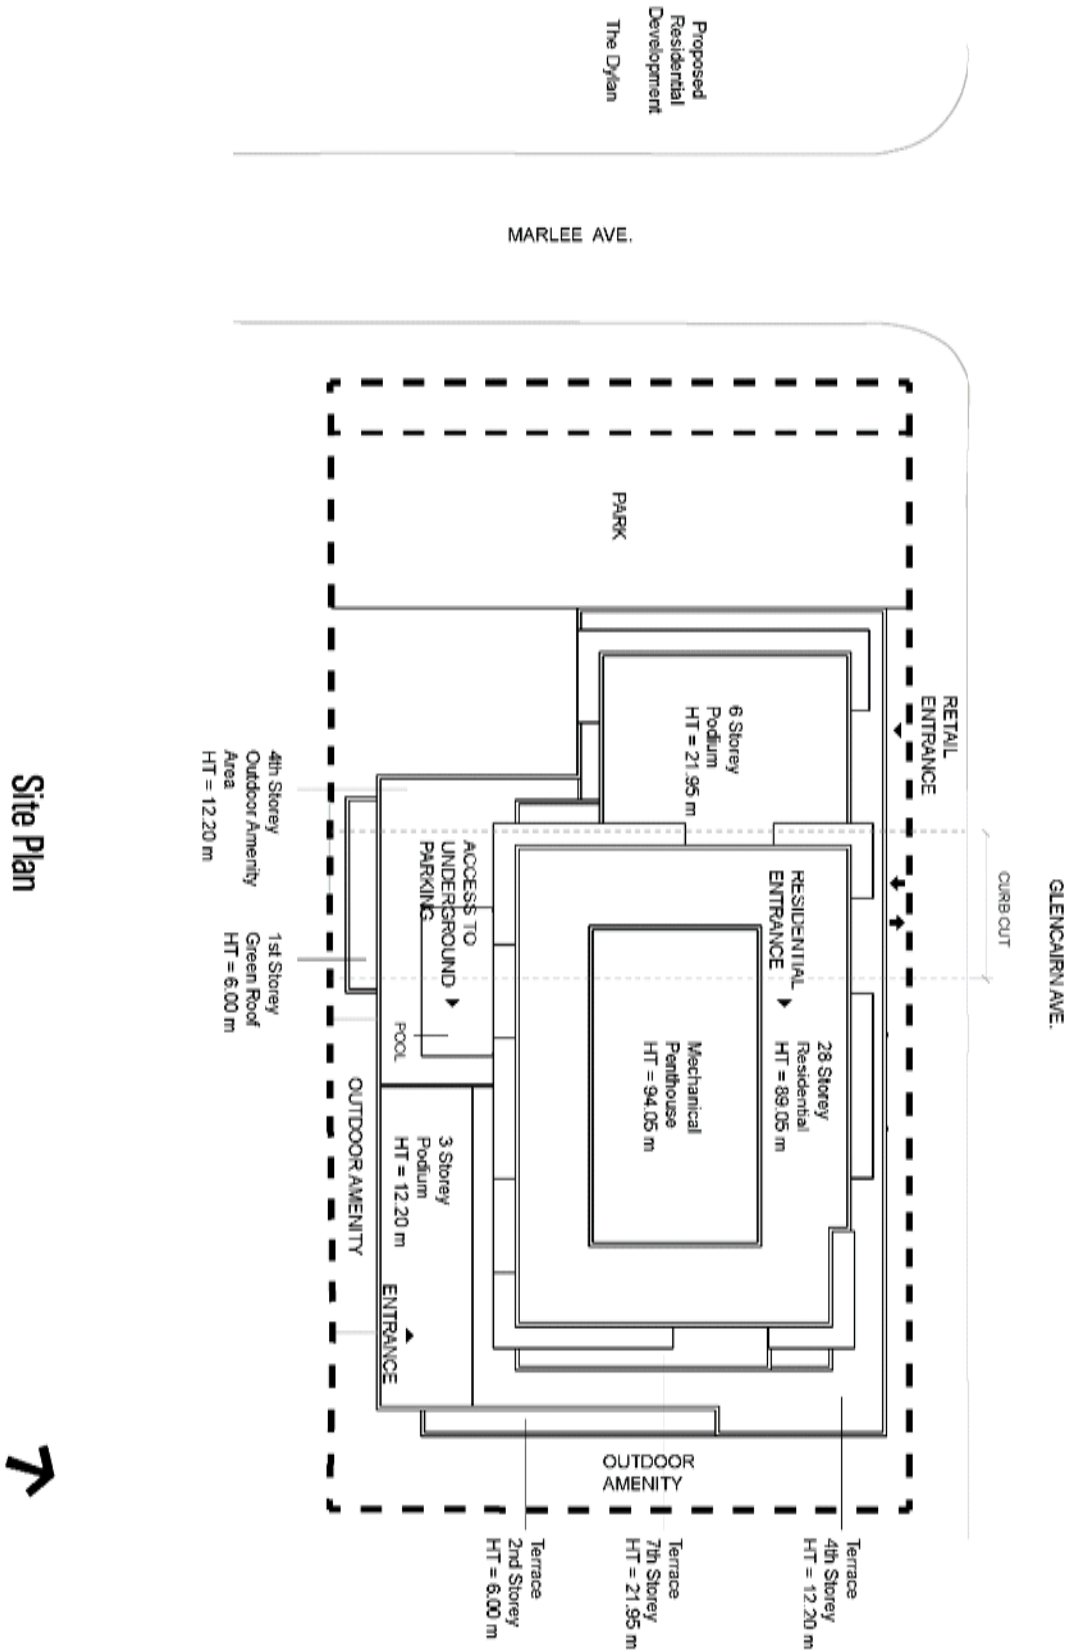 Proposed
Residential
Development
The Dylan
MARLEE AVE.
GLENCAIRN AVE.
CURB CUT
RETAIL
ENTRANCE
PARK
6 Storey
Podium
HT = 21.95 m
RESIDENTIAL
ENTRANCE
28 Storey
Residential
HT = 89.05 m
Mechanical
Penthouse
HT = 94.05 m
ACCESS TO
UNDERGROUND
PARKING
POOL
3 Storey
Podium
HT = 12.20 m
ENTRANCE
OUTDOOR AMENITY
OUTDOOR
AMENITY
4th Storey
Outdoor Amenity
Area
HT = 12.20 m
1st Storey
Green Roof
HT = 6.00 m
Terrace
4th Storey
HT = 12.20 m
Terrace
7th Storey
HT = 21.95 m
Terrace
2nd Storey
HT = 6.00 m
Site Plan